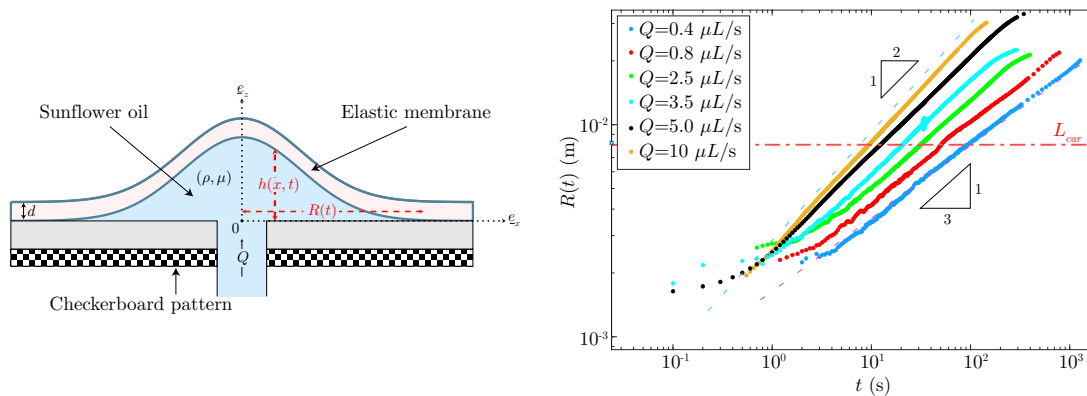 Sunflower oil
e_z
Elastic membrane
(ρ, μ)
h(x, t)
d
R(t)
0
e_x
Q
Checkerboard pattern
Q=0.4 μL/s
Q=0.8 μL/s
Q=2.5 μL/s
Q=3.5 μL/s
Q=5.0 μL/s
Q=10 μL/s
2
1
L_car
1
3
R(t) (m)
10^-2
10^-3
10^-1
10^0
10^1
10^2
10^3
t (s)